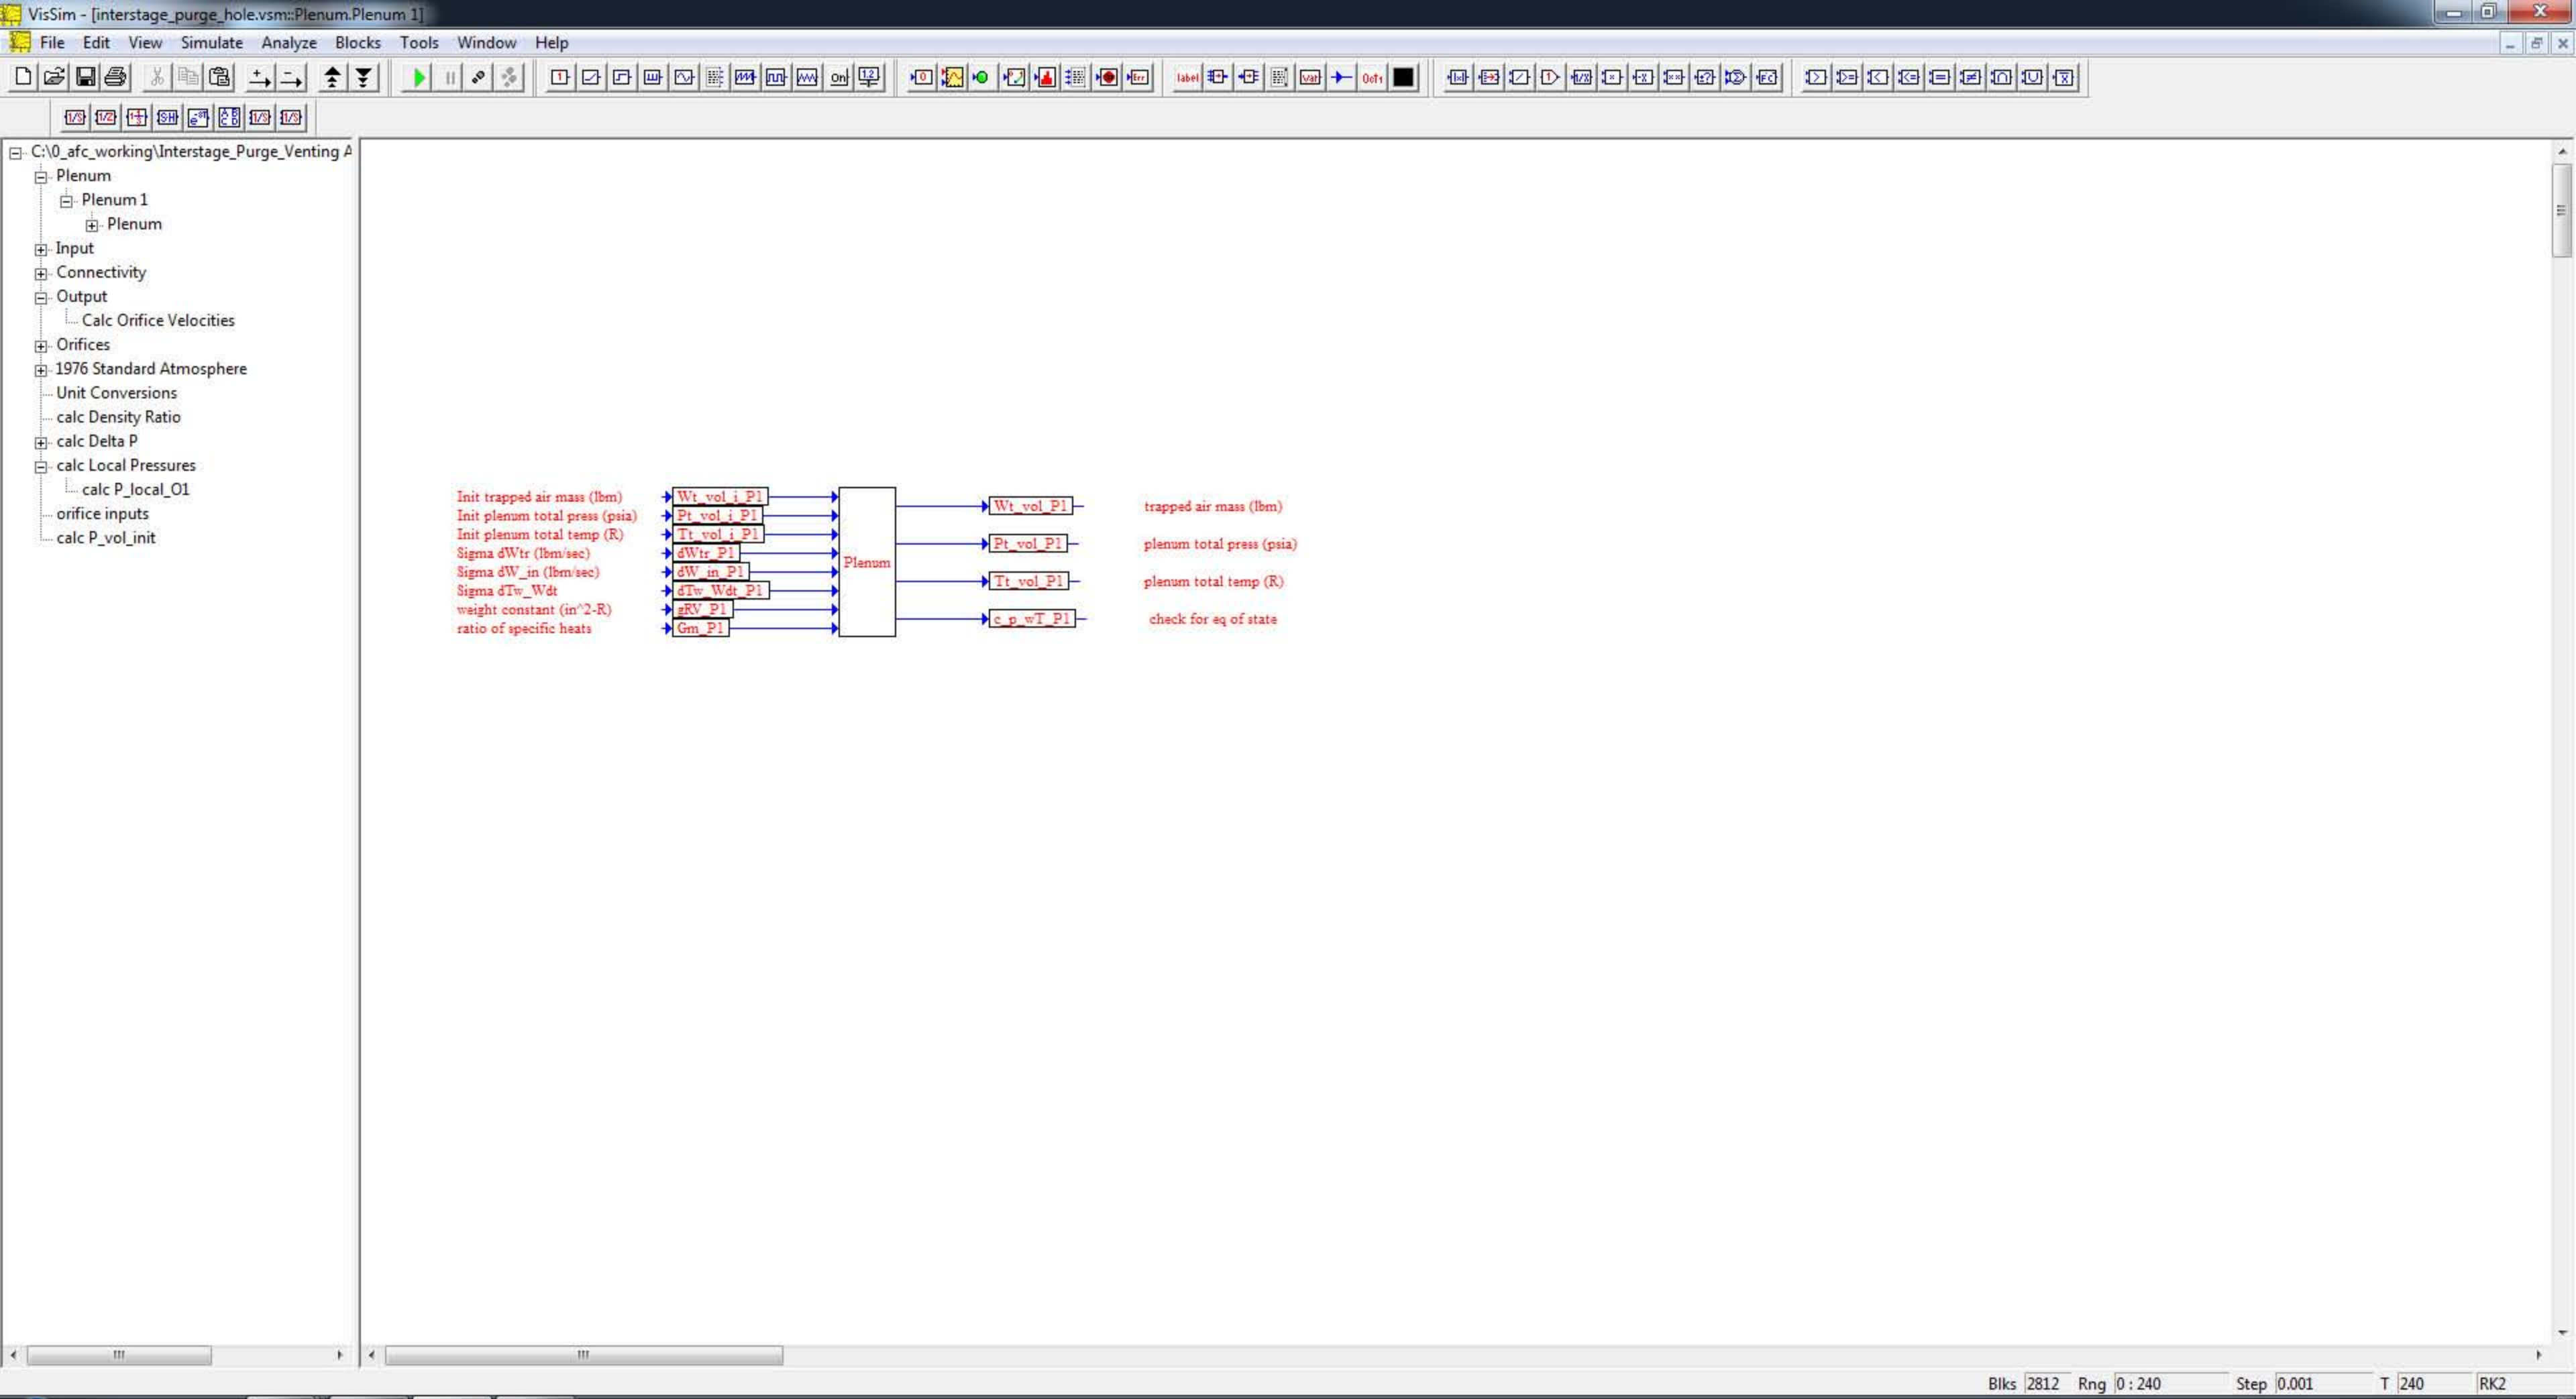 VisSim - [interstage_purge_hole.vsm::Plenum.Plenum 1]
File Edit View Simulate Analyze Blocks Tools Window Help
C:\0_afc_working\Interstage_Purge_Venting A
Plenum
Plenum 1
Plenum
Input
Connectivity
Output
Calc Orifice Velocities
Orifices
1976 Standard Atmosphere
Unit Conversions
calc Density Ratio
calc Delta P
calc Local Pressures
calc P_local_O1
orifice inputs
calc P_vol_init
Init trapped air mass (lbm) Wt_vol_i_P1
Init plenum total press (psia) Pt_vol_i_P1
Init plenum total temp (R) Tt_vol_i_P1
Sigma dWtr (lbm/sec) dWtr_P1
Sigma dW_in (lbm/sec) dW_in_P1
Sigma dTw_Wdt dTw_Wdt_P1
weight constant (in^2-R) gRV_P1
ratio of specific heats Gm_P1
Plenum
Wt_vol_P1 trapped air mass (lbm)
Pt_vol_P1 plenum total press (psia)
Tt_vol_P1 plenum total temp (R)
c_p_wT_P1 check for eq of state
Blks 2812 Rng 0 : 240 Step 0.001 T 240 RK2